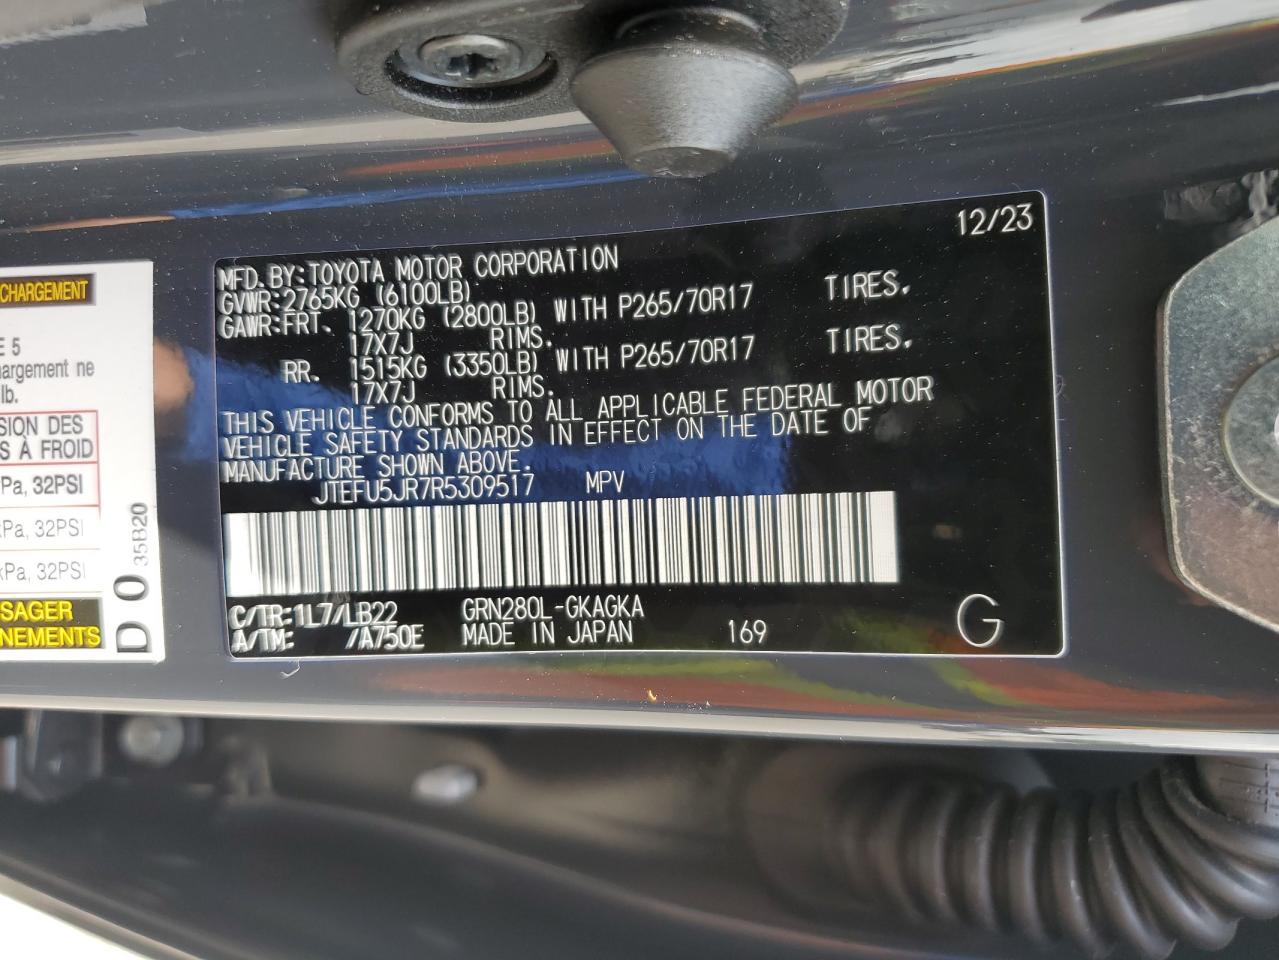 12/23
MFD.BY:TOYOTA MOTOR CORPORATION
GVWR:2765KG (6100LB)
GAWR:FRT. 1270KG (2800LB) WITH P265/70R17 TIRES.
17X7J RIMS.
RR. 1515KG (3350LB) WITH P265/70R17 TIRES.
17X7J RIMS.
THIS VEHICLE CONFORMS TO ALL APPLICABLE FEDERAL MOTOR
VEHICLE SAFETY STANDARDS IN EFFECT ON THE DATE OF
MANUFACTURE SHOWN ABOVE.
JTEFU5JR7R5309517 MPV
C/TR:1L7/LB22 GRN280L-GKAGKA
A/TM: /A750E MADE IN JAPAN 169 G
CHARGEMENT
E 5
hargement ne
lb.
SION DES
S À FROID
Pa, 32PSI
kPa, 32PSI
kPa, 32PSI
SAGER
NEMENTS
D 0 35B20